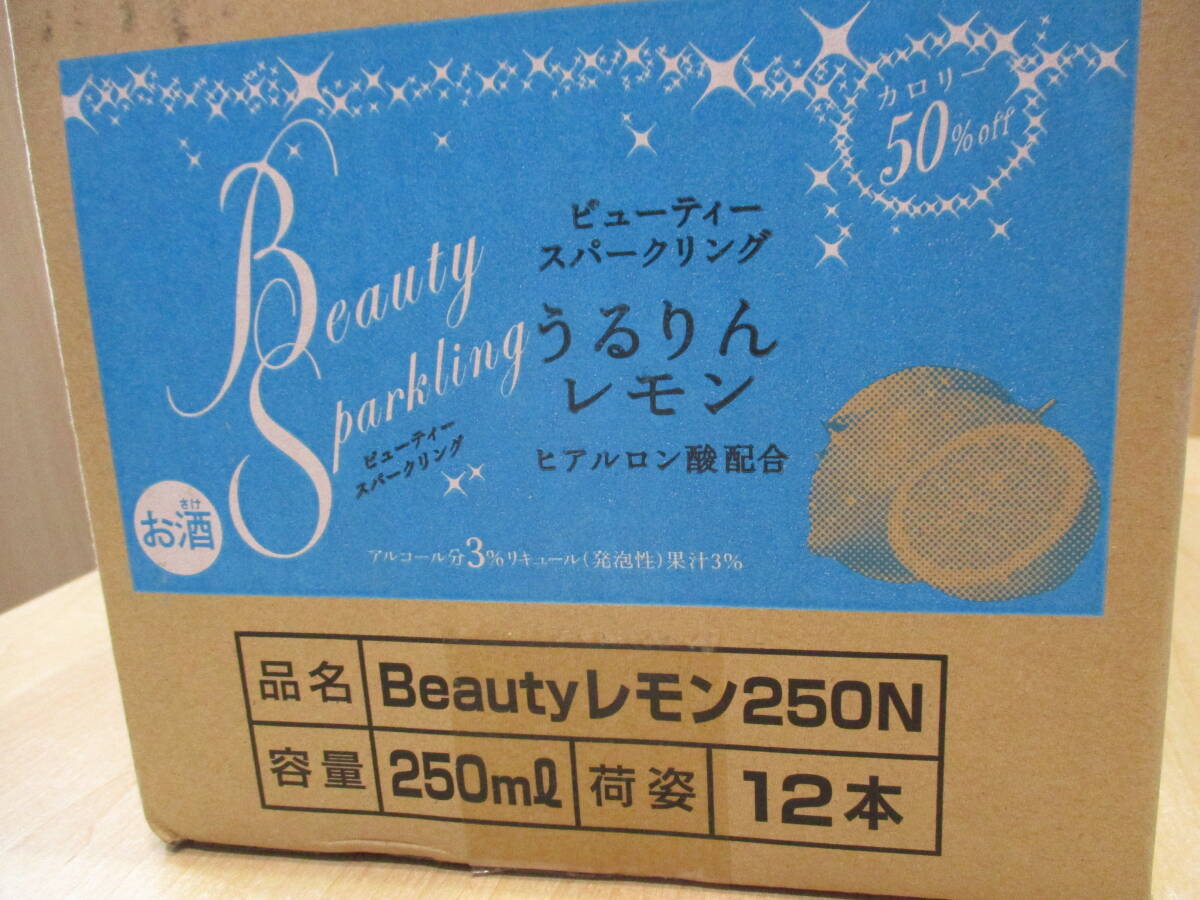 カロリー
50%off
Beauty
Sparkling
ビューティー
スパークリング
ビューティー
スパークリング
うるりん
レモン
ヒアルロン酸配合
さけ
お酒
アルコール分3%リキュール(発泡性)果汁3%
品名 Beautyレモン250N
容量 250mℓ 荷姿 12本